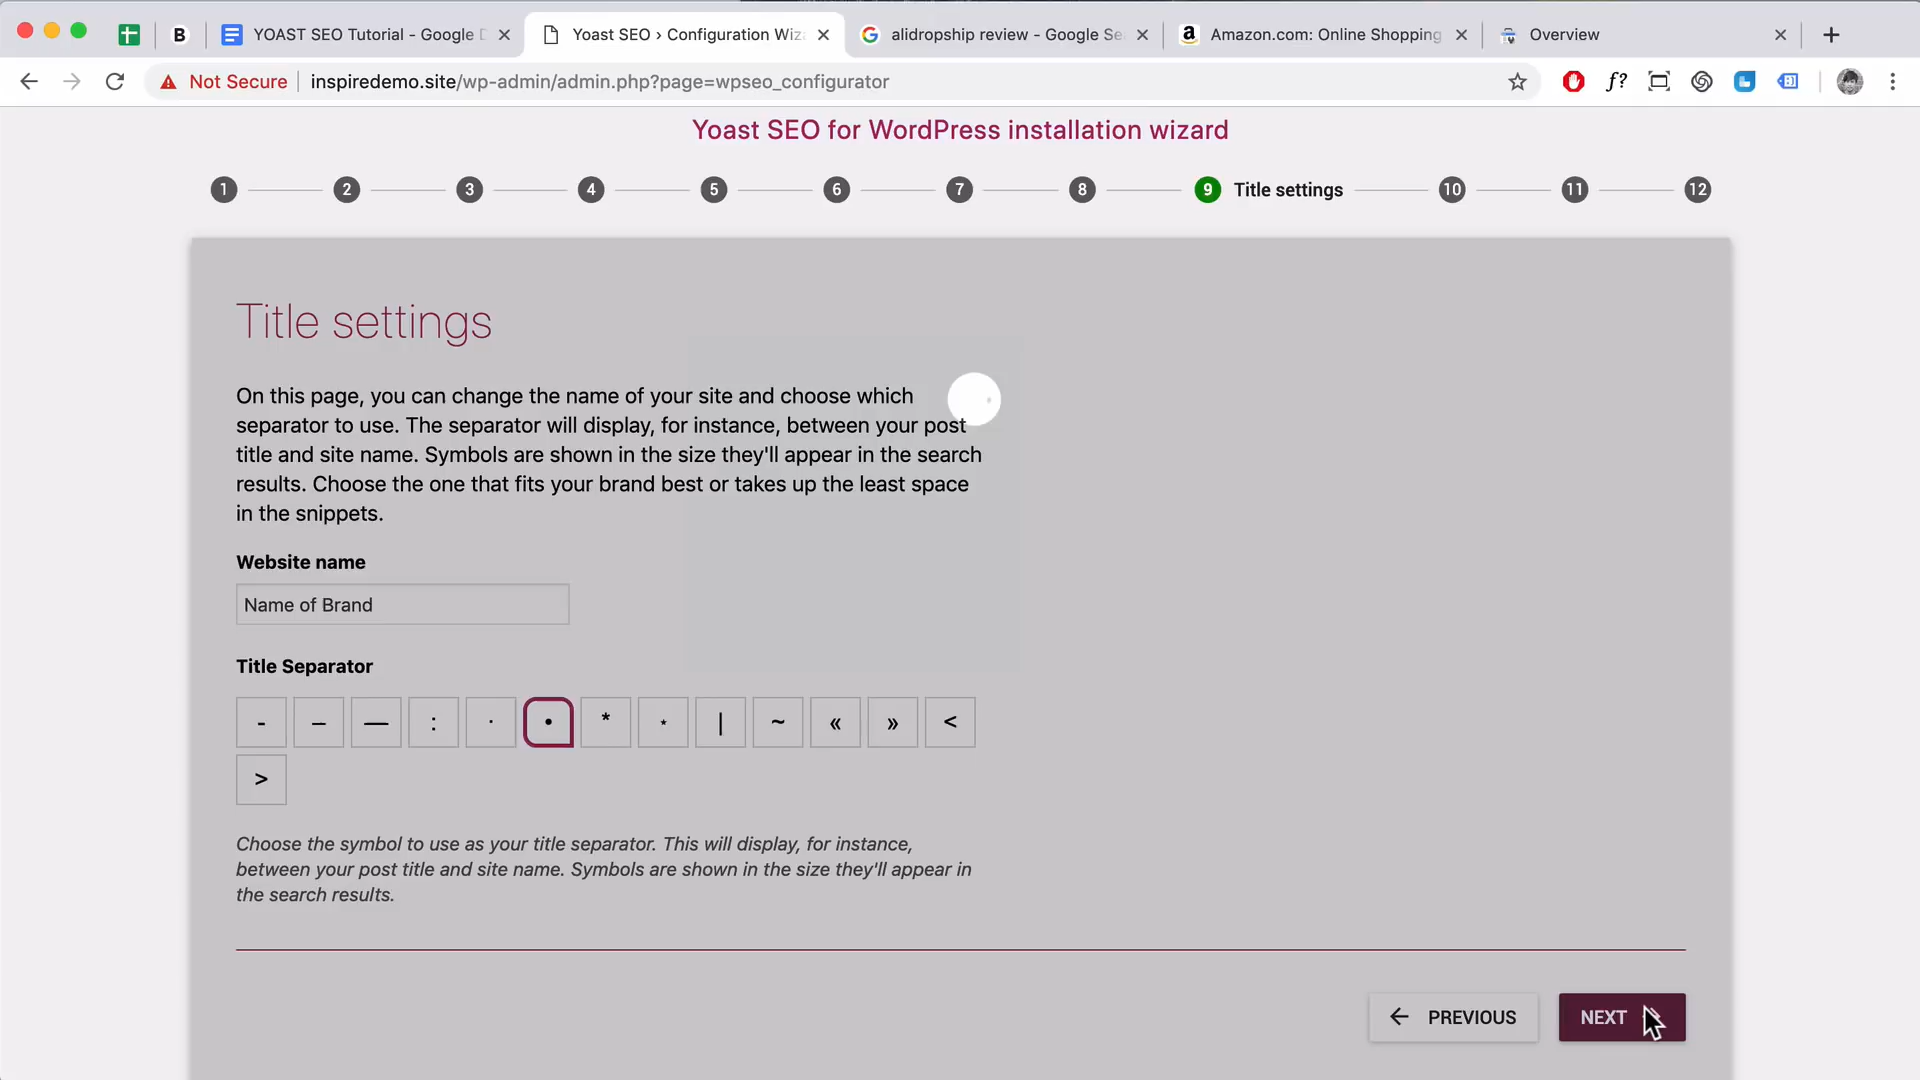 B
YOAST SEO Tutorial - Google D
Yoast SEO › Configuration Wiza
alidropship review - Google Sea
Amazon.com: Online Shopping
Overview
Not Secure
inspiredemo.site/wp-admin/admin.php?page=wpseo_configurator
f?
Yoast SEO for WordPress installation wizard
1 2 3 4 5 6 7 8 9 Title settings 10 11 12
Title settings
On this page, you can change the name of your site and choose which
separator to use. The separator will display, for instance, between your post
title and site name. Symbols are shown in the size they'll appear in the search
results. Choose the one that fits your brand best or takes up the least space
in the snippets.
Website name
Name of Brand
Title Separator
- – — : · • * ⋆ | ~ « » <
>
Choose the symbol to use as your title separator. This will display, for instance,
between your post title and site name. Symbols are shown in the size they'll appear in
the search results.
PREVIOUS
NEXT